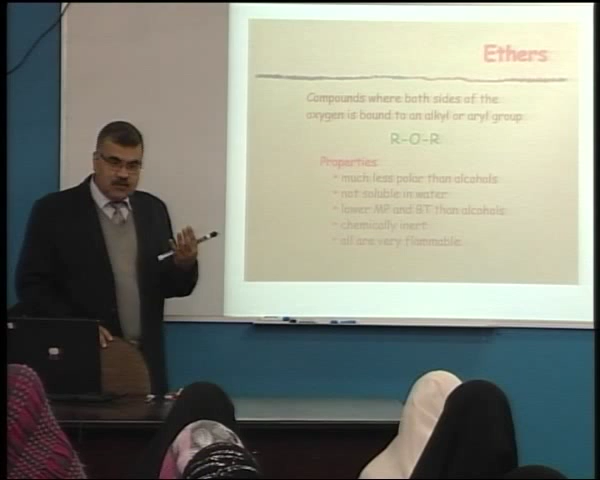 Ethers
Compounds where both sides of the
oxygen is bound to an alkyl or aryl group
R-O-R
Properties
• much less polar than alcohols
• not soluble in water
• lower MP and BT than alcohols
• chemically inert
• all are very flammable